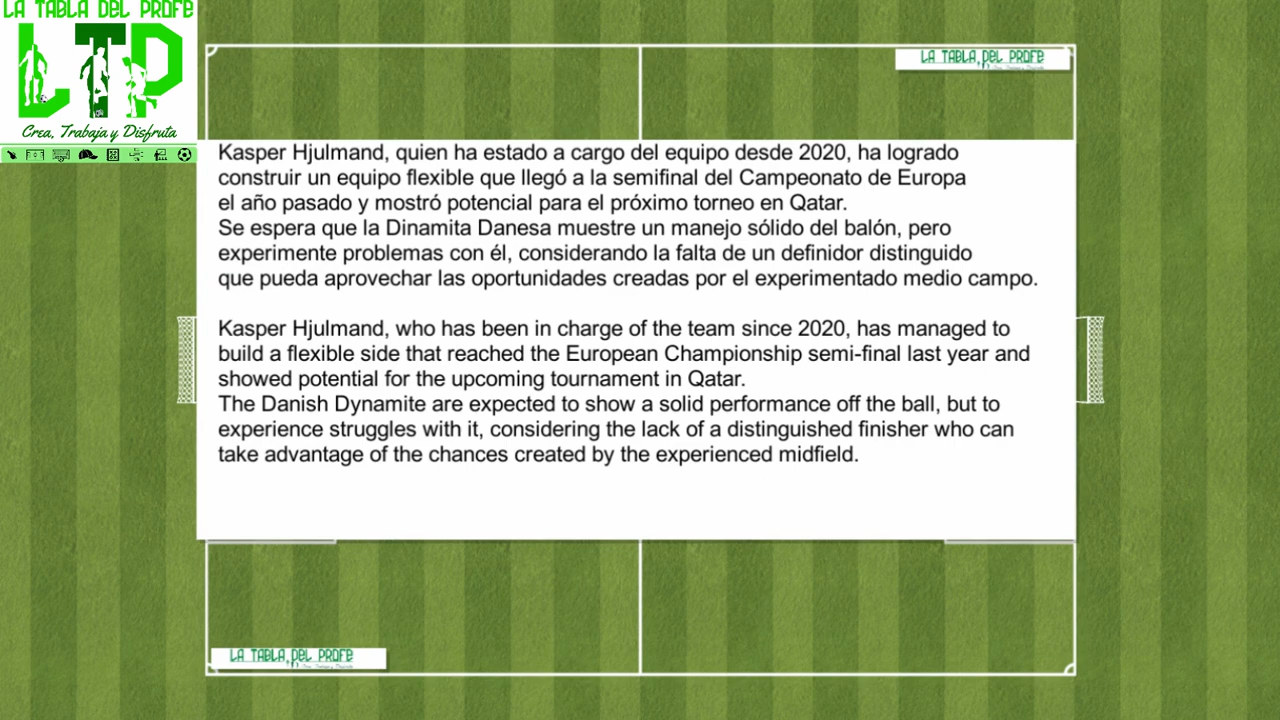 LA TABLA DEL PROFE
LTP
Crea, Trabaja y Disfruta
LA TABLA DEL PROFE
Kasper Hjulmand, quien ha estado a cargo del equipo desde 2020, ha logrado
construir un equipo flexible que llegó a la semifinal del Campeonato de Europa
el año pasado y mostró potencial para el próximo torneo en Qatar.
Se espera que la Dinamita Danesa muestre un manejo sólido del balón, pero
experimente problemas con él, considerando la falta de un definidor distinguido
que pueda aprovechar las oportunidades creadas por el experimentado medio campo.
Kasper Hjulmand, who has been in charge of the team since 2020, has managed to
build a flexible side that reached the European Championship semi-final last year and
showed potential for the upcoming tournament in Qatar.
The Danish Dynamite are expected to show a solid performance off the ball, but to
experience struggles with it, considering the lack of a distinguished finisher who can
take advantage of the chances created by the experienced midfield.
LA TABLA DEL PROFE